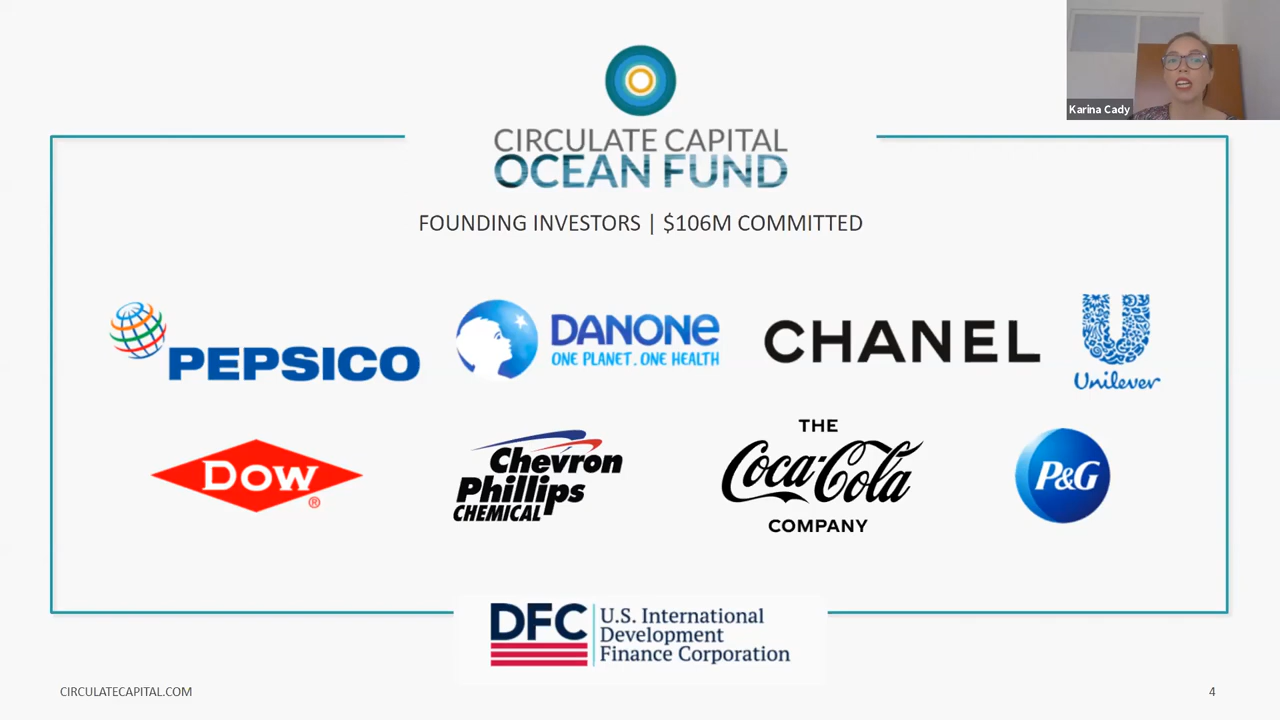 Karina Cady
CIRCULATE CAPITAL
OCEAN FUND
FOUNDING INVESTORS | $106M COMMITTED
PEPSICO
DANONE
ONE PLANET. ONE HEALTH
CHANEL
Unilever
DOW
®
Chevron
Phillips
CHEMICAL
THE
Coca-Cola
COMPANY
P&G
DFC
U.S. International
Development
Finance Corporation
CIRCULATECAPITAL.COM
4